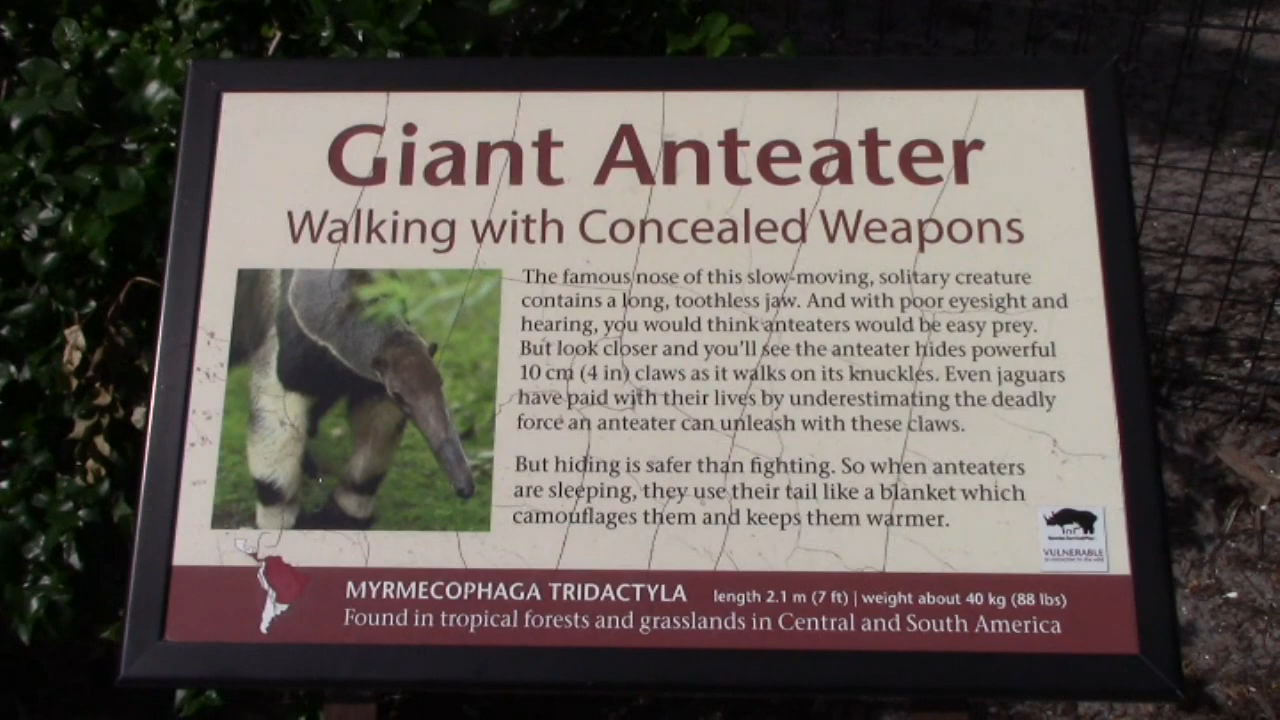 Giant Anteater
Walking with Concealed Weapons
The famous nose of this slow-moving, solitary creature
contains a long, toothless jaw. And with poor eyesight and
hearing, you would think anteaters would be easy prey.
But look closer and you'll see the anteater hides powerful
10 cm (4 in) claws as it walks on its knuckles. Even jaguars
have paid with their lives by underestimating the deadly
force an anteater can unleash with these claws.
But hiding is safer than fighting. So when anteaters
are sleeping, they use their tail like a blanket which
camouflages them and keeps them warmer.
VULNERABLE
MYRMECOPHAGA TRIDACTYLA length 2.1 m (7 ft) | weight about 40 kg (88 lbs)
Found in tropical forests and grasslands in Central and South America